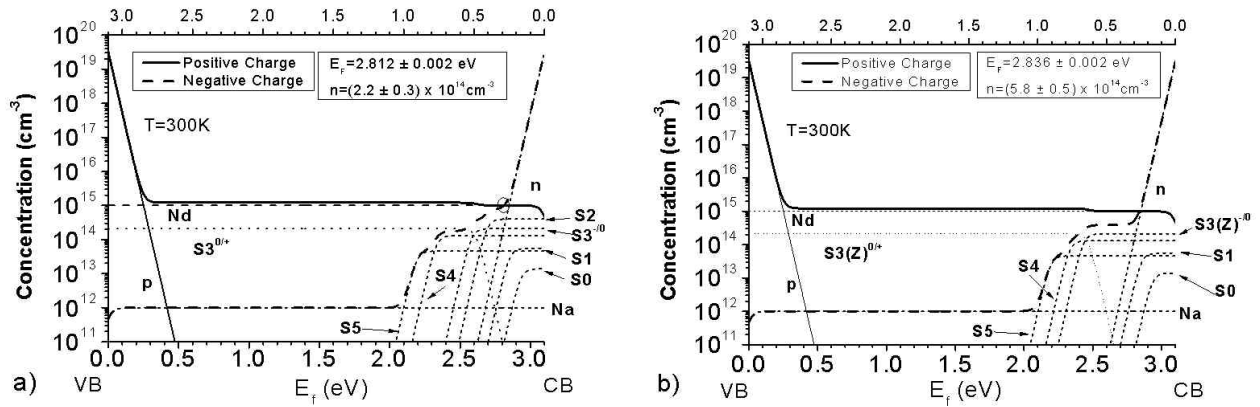 3.0 2.5 2.0 1.5 1.0 0.5 0.0
10^20
10^19
10^18
10^17
10^16
10^15
10^14
10^13
10^12
10^11
Concentration (cm^-3)
Positive Charge
Negative Charge
E_F=2.812 ± 0.002 eV
n=(2.2 ± 0.3) x 10^14cm^-3
T=300K
n
Nd
S2
S3^-/0
S3^0/+
S1
S4
S0
p
Na
S5
0.0 0.5 1.0 1.5 2.0 2.5 3.0
a) VB E_f (eV) CB
3.0 2.5 2.0 1.5 1.0 0.5 0.0
10^20
10^19
10^18
10^17
10^16
10^15
10^14
10^13
10^12
10^11
Concentration (cm^-3)
Positive Charge
Negative Charge
E_F=2.836 ± 0.002 eV
n=(5.8 ± 0.5) x 10^14cm^-3
T=300K
n
Nd
S3(Z)^-/0
S3(Z)^0/+
S1
S4
S0
p
Na
S5
0.0 0.5 1.0 1.5 2.0 2.5 3.0
b) VB E_f (eV) CB